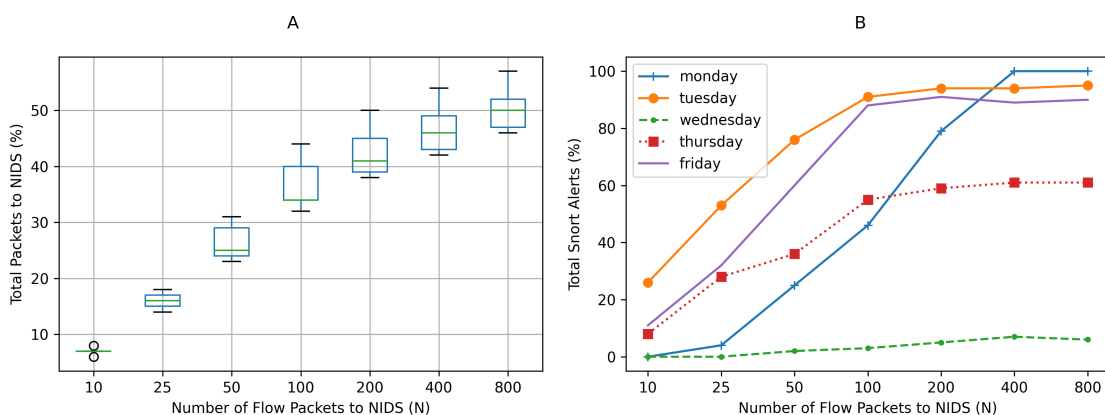 A
Total Packets to NIDS (%)
50
40
30
20
10
10 25 50 100 200 400 800
Number of Flow Packets to NIDS (N)
B
Total Snort Alerts (%)
100
80
60
40
20
0
monday
tuesday
wednesday
thursday
friday
10 25 50 100 200 400 800
Number of Flow Packets to NIDS (N)